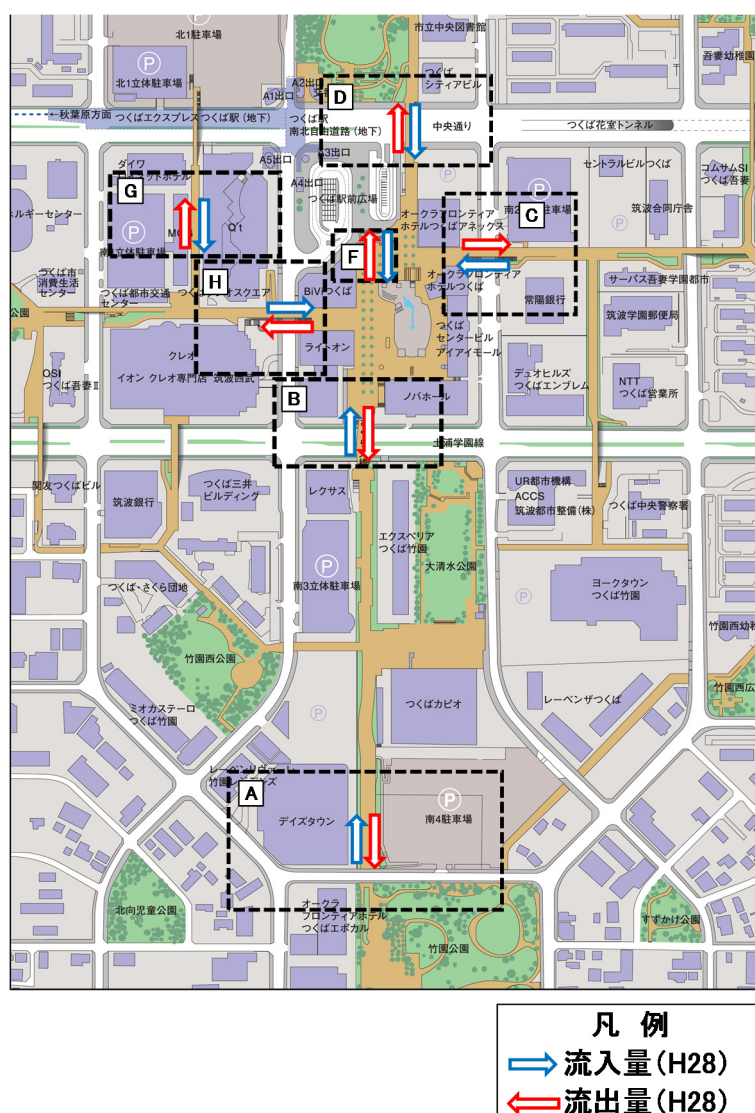 市立中央図書館
北1駐車場
P
吾妻幼稚園
P
北1立体駐車場
つくば
シティアビル
A2出口
D
A1出口
←秋葉原方面
つくばエクスプレスつくば駅(地下)
つくば駅
南北自由道路(地下)
中央通り
つくば花室トンネル
A3出口
A5出口
ダイワ
セントラルビルつくば
コムサムSI
つくば吾妻
A4出口
P
G
つくば駅前広場
C
P
P
オークラフロンティア
ホテルつくばアネックス
筑波合同庁舎
Q't
F
H
オークラフロンティア
ホテルつくば
つくば市
消費生活
センター
サーパス吾妻学園都市
つくば都市交通
センター
BiViつくば
常陽銀行
筑波学園郵便局
公園
つくば
センタービル
アイアイモール
ライトオン
クレオ
イオン クレオ専門店 筑波西武
QSI
つくば吾妻Ⅱ
デュオヒルズ
つくばエンブレム
NTT
つくば営業所
B
ノバホール
土浦学園線
関友つくばビル
つくば三井
ビルディング
レクサス
UR都市機構
ACCS
筑波都市整備(株)
筑波銀行
つくば中央警察署
エクスペリア
つくば竹園
大清水公園
P
南3立体駐車場
つくば・さくら団地
P
ヨークタウン
つくば竹園
竹園西公園
竹園西幼稚
竹園西広
ミオカステーロ
つくば竹園
P
つくばカピオ
レーベンザつくば
A
デイズタウン
P
南4駐車場
北向児童公園
オークラ
フロンティアホテル
つくばエポカル
すずかけ公園
竹園公園
凡 例
流入量(H28)
流出量(H28)